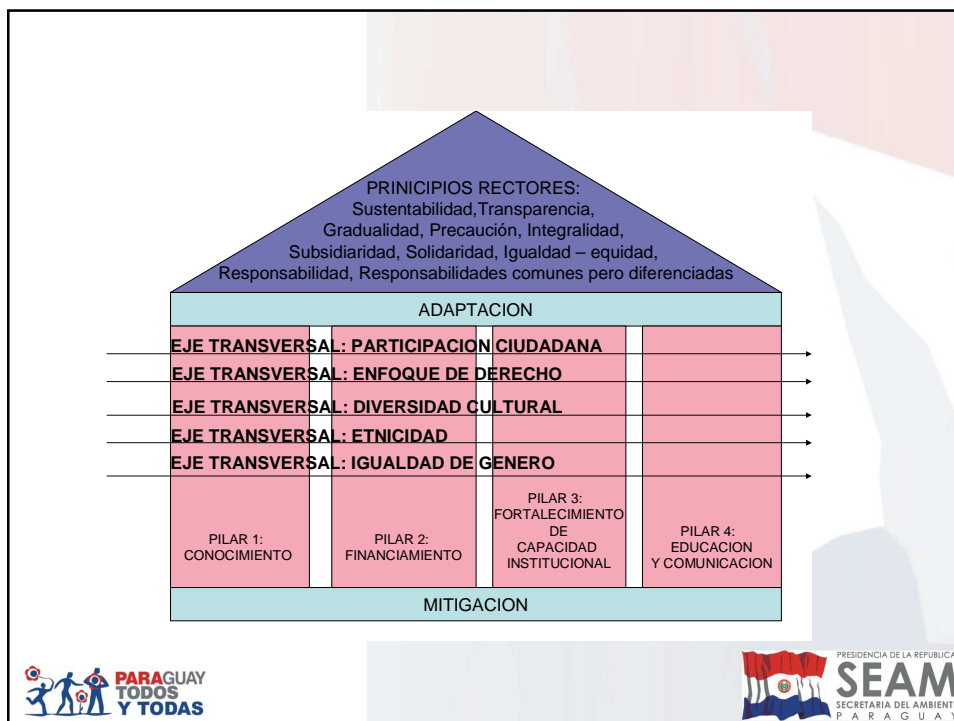 PRINICIPIOS RECTORES:
Sustentabilidad,Transparencia,
Gradualidad, Precaución, Integralidad,
Subsidiaridad, Solidaridad, Igualdad – equidad,
Responsabilidad, Responsabilidades comunes pero diferenciadas
ADAPTACION
EJE TRANSVERSAL: PARTICIPACION CIUDADANA
EJE TRANSVERSAL: ENFOQUE DE DERECHO
EJE TRANSVERSAL: DIVERSIDAD CULTURAL
EJE TRANSVERSAL: ETNICIDAD
EJE TRANSVERSAL: IGUALDAD DE GENERO
PILAR 1:
CONOCIMIENTO
PILAR 2:
FINANCIAMIENTO
PILAR 3:
FORTALECIMIENTO
DE
CAPACIDAD
INSTITUCIONAL
PILAR 4:
EDUCACION
Y COMUNICACION
MITIGACION
PARAGUAY
TODOS
Y TODAS
PRESIDENCIA DE LA REPUBLICA
SEAM
SECRETARIA DEL AMBIENTE
PARAGUAY